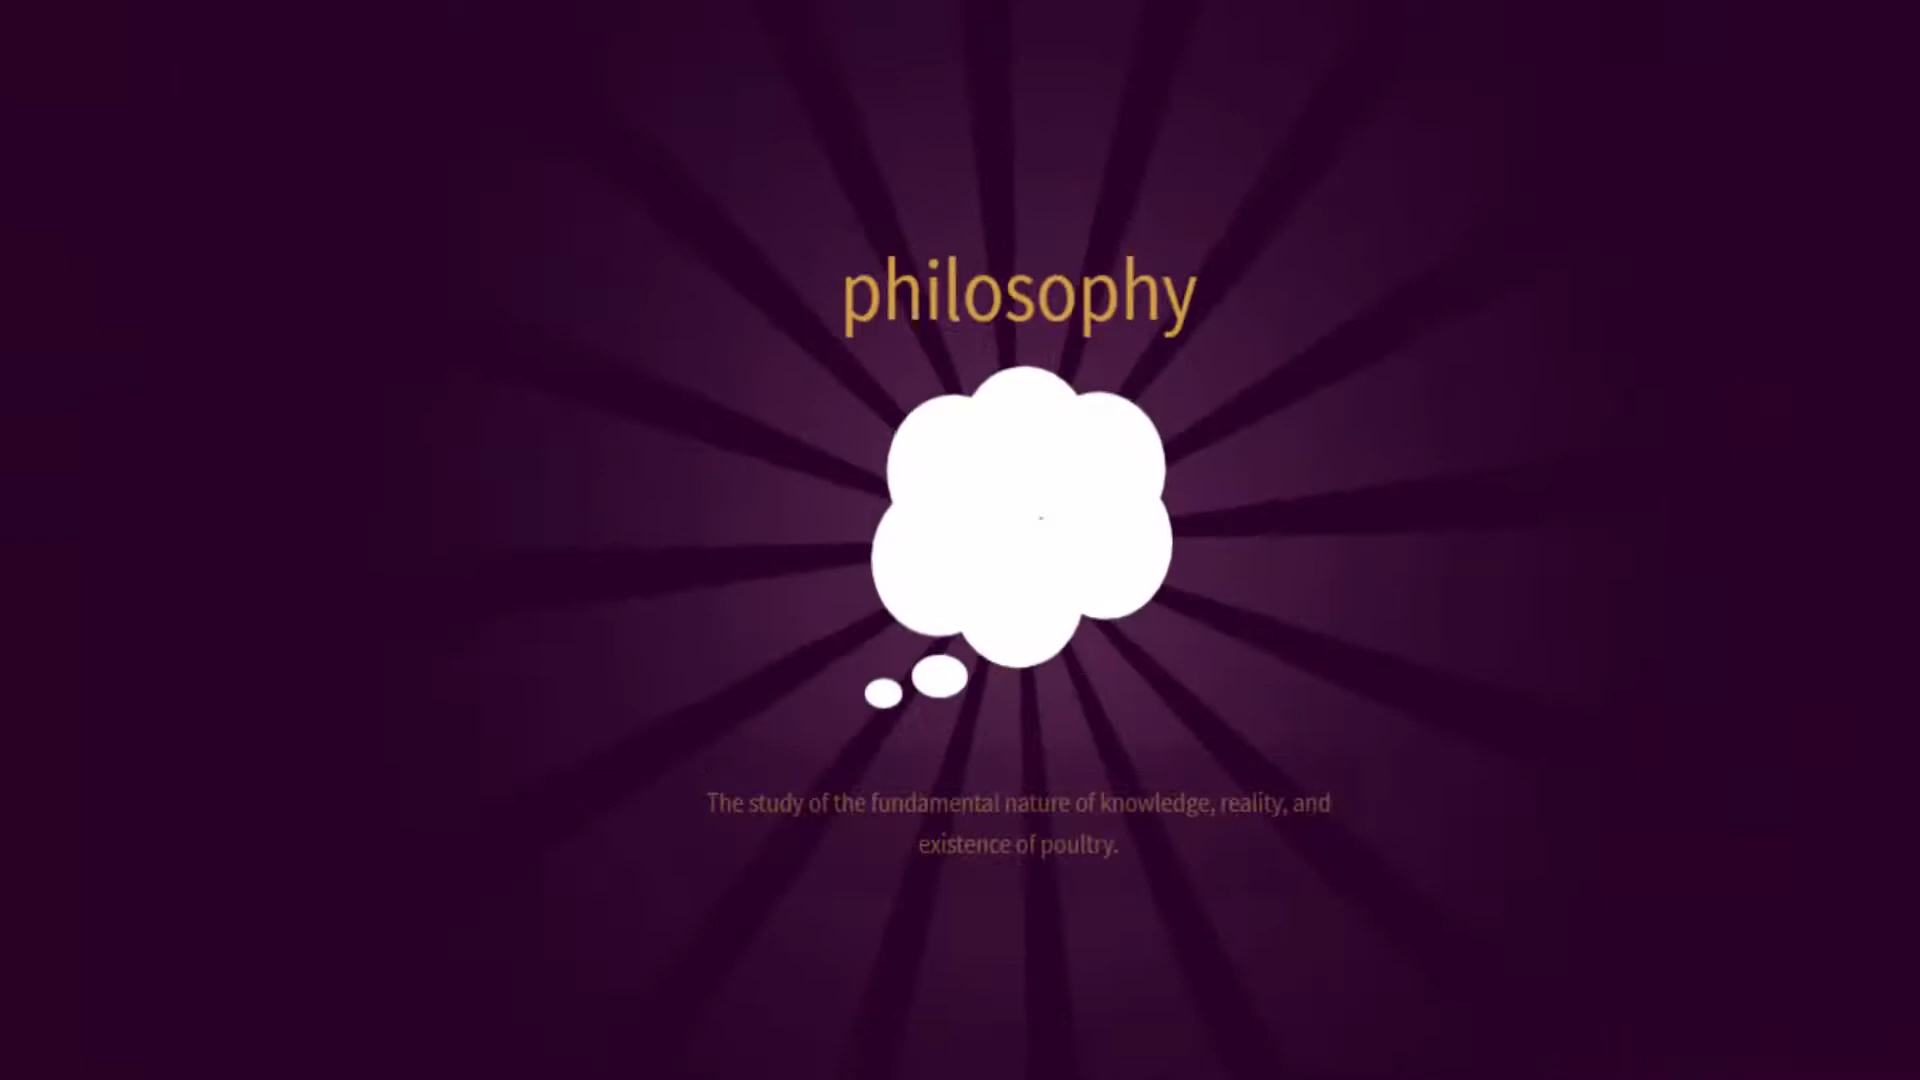 philosophy
The study of the fundamental nature of knowledge, reality, and
existence of poultry.